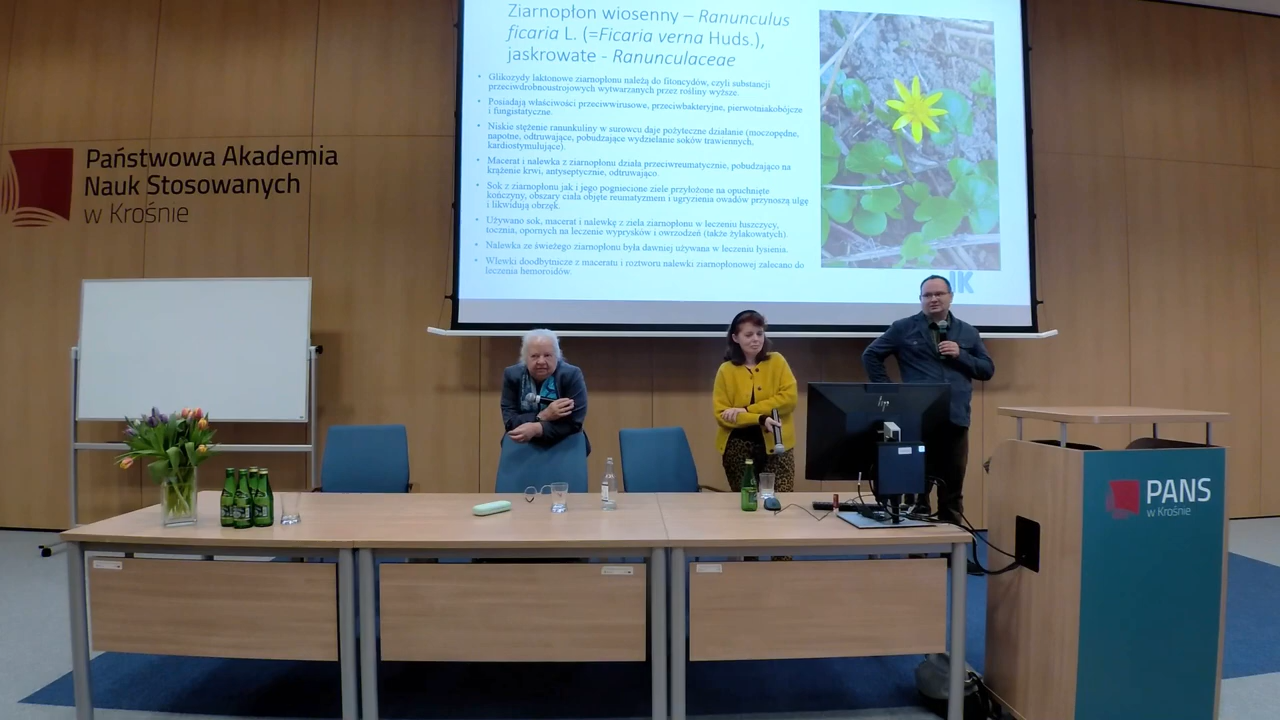 Ziarnopłon wiosenny – Ranunculus
ficaria L. (=Ficaria verna Huds.),
jaskrowate - Ranunculaceae
• Glikozydy laktonowe ziarnopłonu należą do fitoncydów, czyli substancji
przeciwdrobnoustrojowych wytwarzanych przez rośliny wyższe.
• Posiadają właściwości przeciwwirusowe, przeciwbakteryjne, pierwotniakobójcze
i fungistatyczne.
• Niskie stężenie ranunkuliny w surowcu daje pożyteczne działanie (moczopędne,
napotne, odtruwające, pobudzające wydzielanie soków trawiennych,
kardiostymulujące).
• Macerat i nalewka z ziarnopłonu działa przeciwreumatycznie, pobudzająco na
krążenie krwi, antyseptycznie, odtruwająco.
• Sok z ziarnopłonu jak i jego pogniecione ziele przyłożone na opuchnięte
kończyny, obszary ciała objęte reumatyzmem i ugryzienia owadów przynoszą ulgę
i likwidują obrzęk.
• Używano sok, macerat i nalewkę z ziela ziarnopłonu w leczeniu łuszczycy,
tocznia, opornych na leczenie wyprysków i owrzodzeń (także żylakowatych).
• Nalewka ze świeżego ziarnopłonu była dawniej używana w leczeniu łysienia.
• Wlewki doodbytnicze z maceratu i roztworu nalewki ziarnopłonowej zalecano do
leczenia hemoroidów.
JK
Państwowa Akademia
Nauk Stosowanych
w Krośnie
hp
PANS
w Krośnie